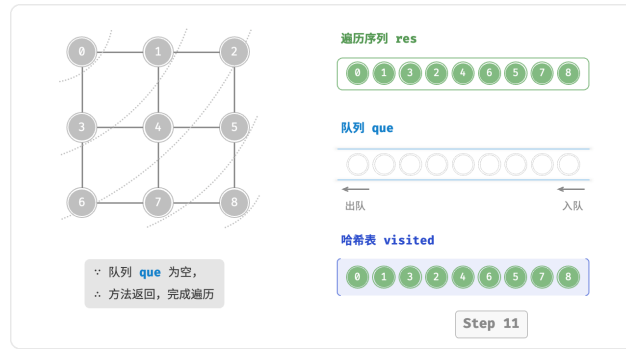 0 1 2
3 4 5
6 7 8
∵ 队列 que 为空，
∴ 方法返回，完成遍历
遍历序列 res
0 1 3 2 4 6 5 7 8
队列 que
出队 入队
哈希表 visited
0 1 3 2 4 6 5 7 8
Step 11